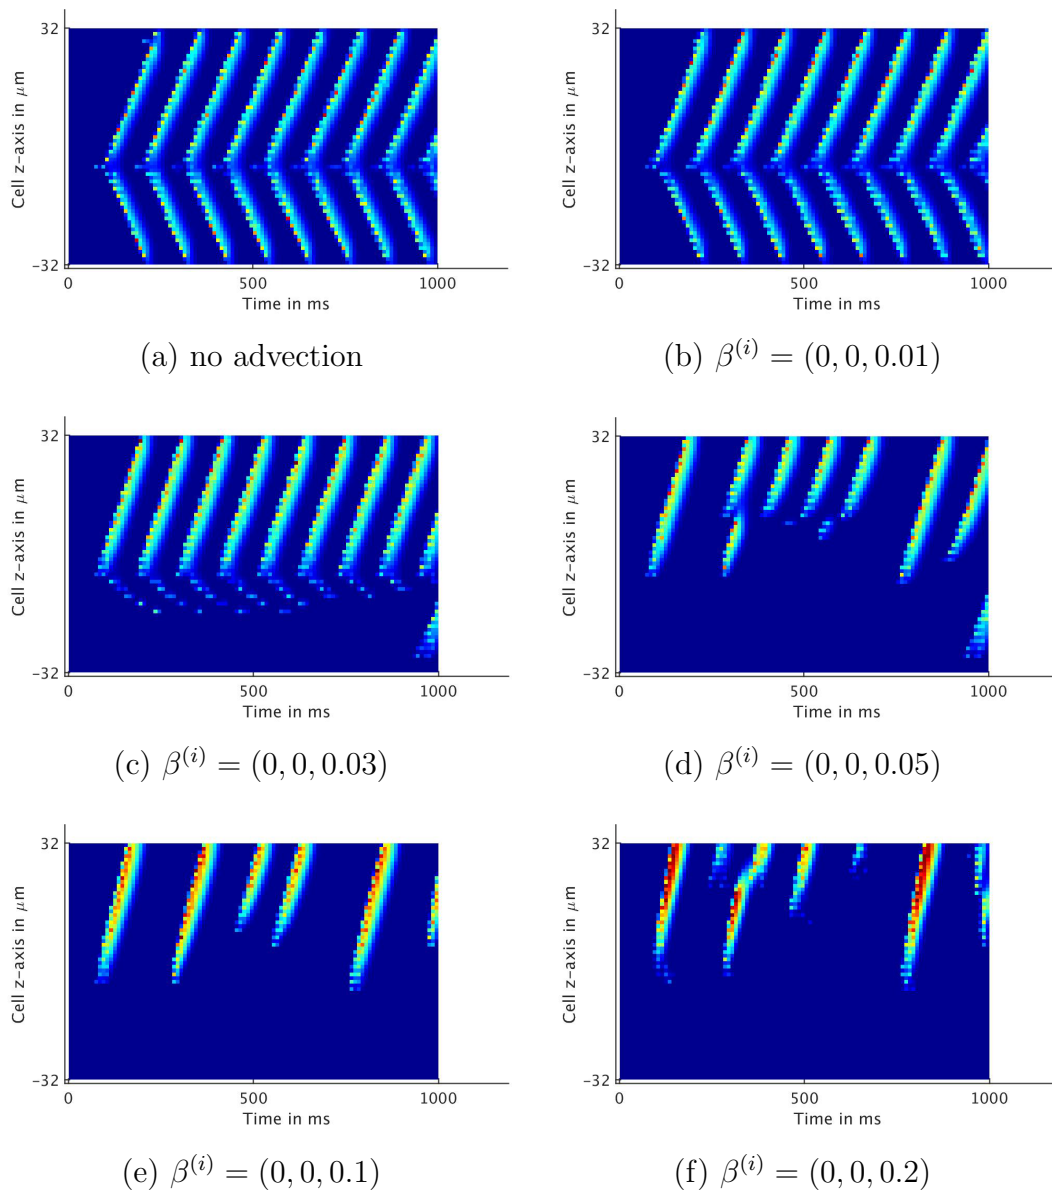 32
Cell z-axis in μm
-32
0
500
1000
Time in ms
(a) no advection
32
Cell z-axis in μm
-32
0
500
1000
Time in ms
(b) β^(i) = (0, 0, 0.01)
32
Cell z-axis in μm
-32
0
500
1000
Time in ms
(c) β^(i) = (0, 0, 0.03)
32
Cell z-axis in μm
-32
0
500
1000
Time in ms
(d) β^(i) = (0, 0, 0.05)
32
Cell z-axis in μm
-32
0
500
1000
Time in ms
(e) β^(i) = (0, 0, 0.1)
32
Cell z-axis in μm
-32
0
500
1000
Time in ms
(f) β^(i) = (0, 0, 0.2)